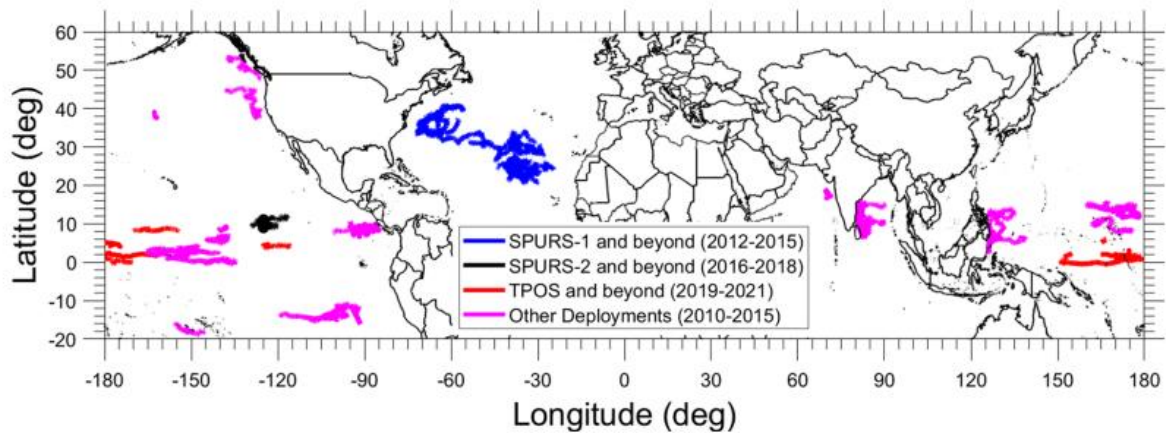 60
50
40
30
20
10
0
-10
-20
Latitude (deg)
SPURS-1 and beyond (2012-2015)
SPURS-2 and beyond (2016-2018)
TPOS and beyond (2019-2021)
Other Deployments (2010-2015)
-180 -150 -120 -90 -60 -30 0 30 60 90 120 150 180
Longitude (deg)